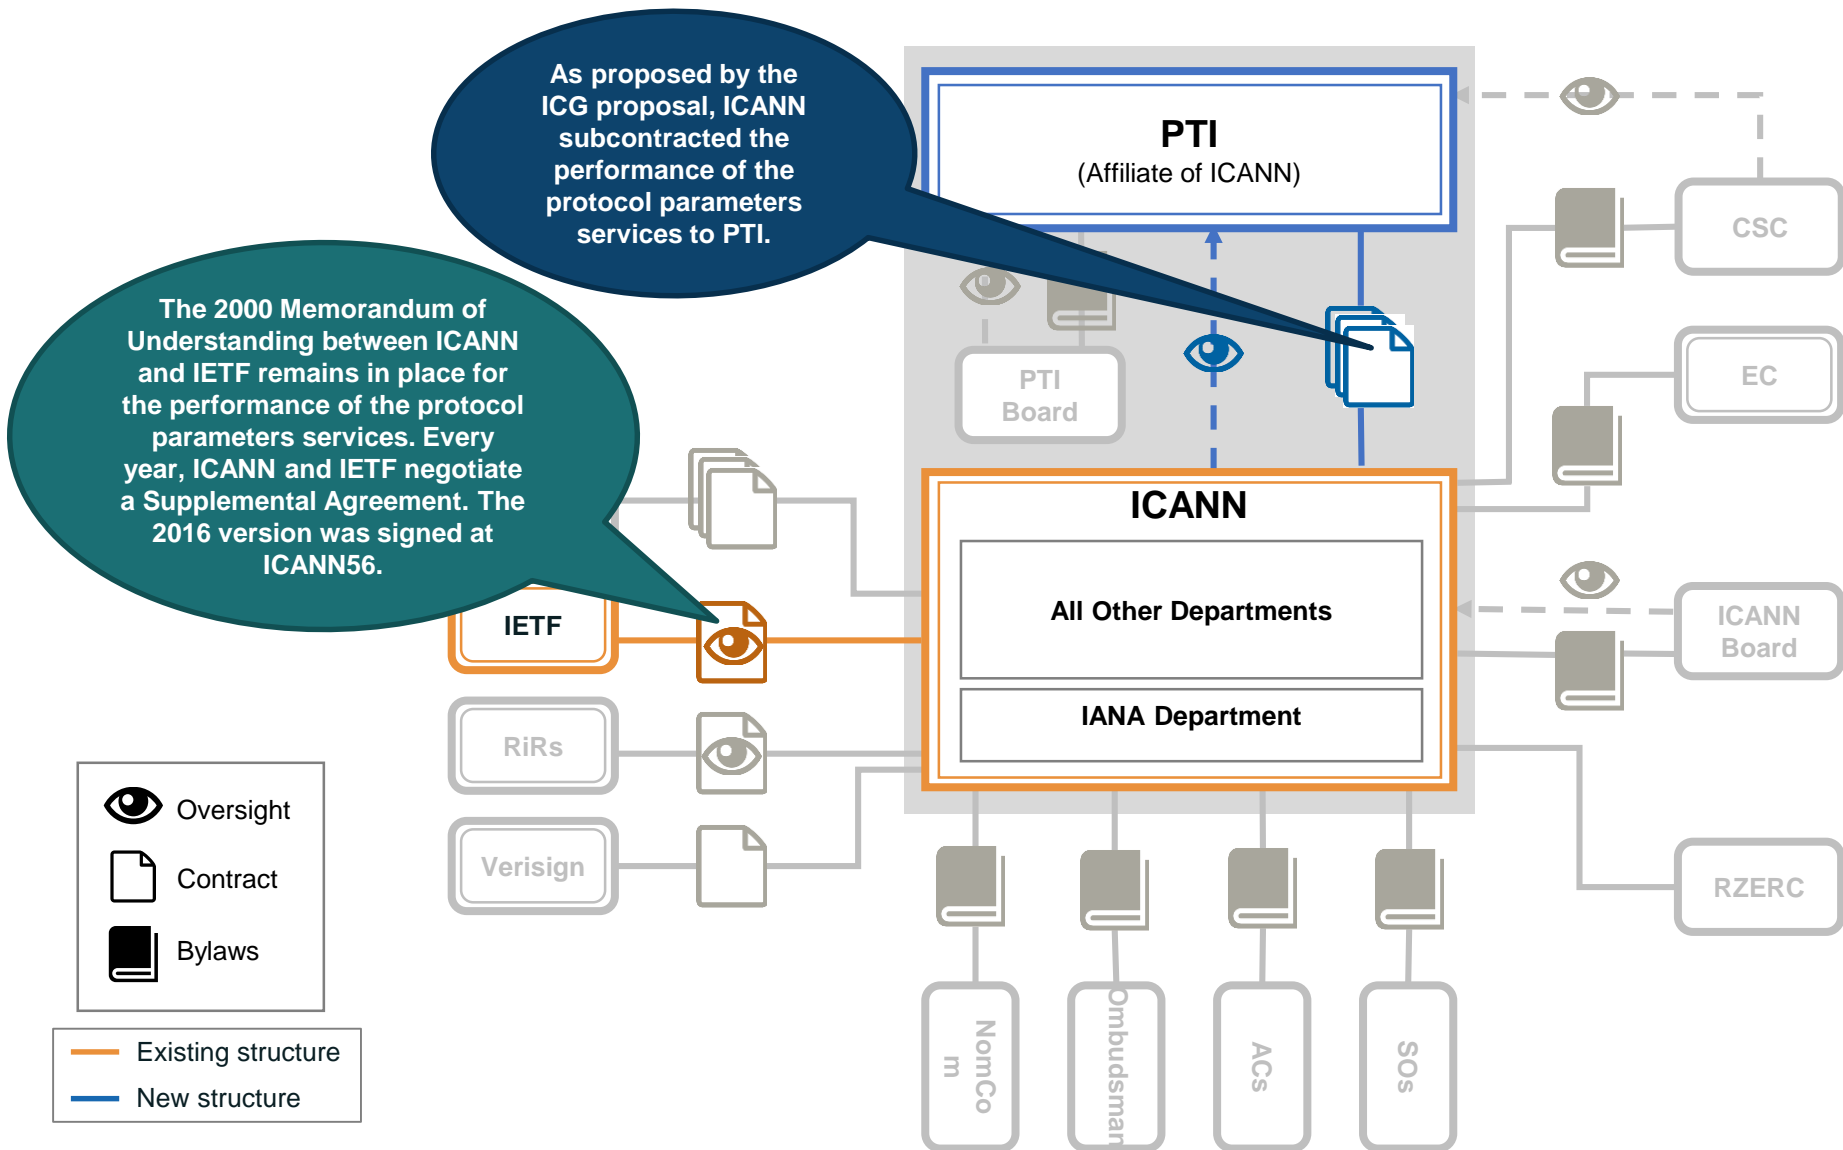 As proposed by the
ICG proposal, ICANN
subcontracted the
performance of the
protocol parameters
services to PTI.
PTI
(Affiliate of ICANN)
CSC
The 2000 Memorandum of
Understanding between ICANN
and IETF remains in place for
the performance of the protocol
parameters services. Every
year, ICANN and IETF negotiate
a Supplemental Agreement. The
2016 version was signed at
ICANN56.
PTI
Board
EC
ICANN
All Other Departments
IANA Department
IETF
ICANN
Board
RiRs
Verisign
RZERC
Oversight
Contract
Bylaws
Existing structure
New structure
NomCo
m
Ombudsman
ACs
SOs